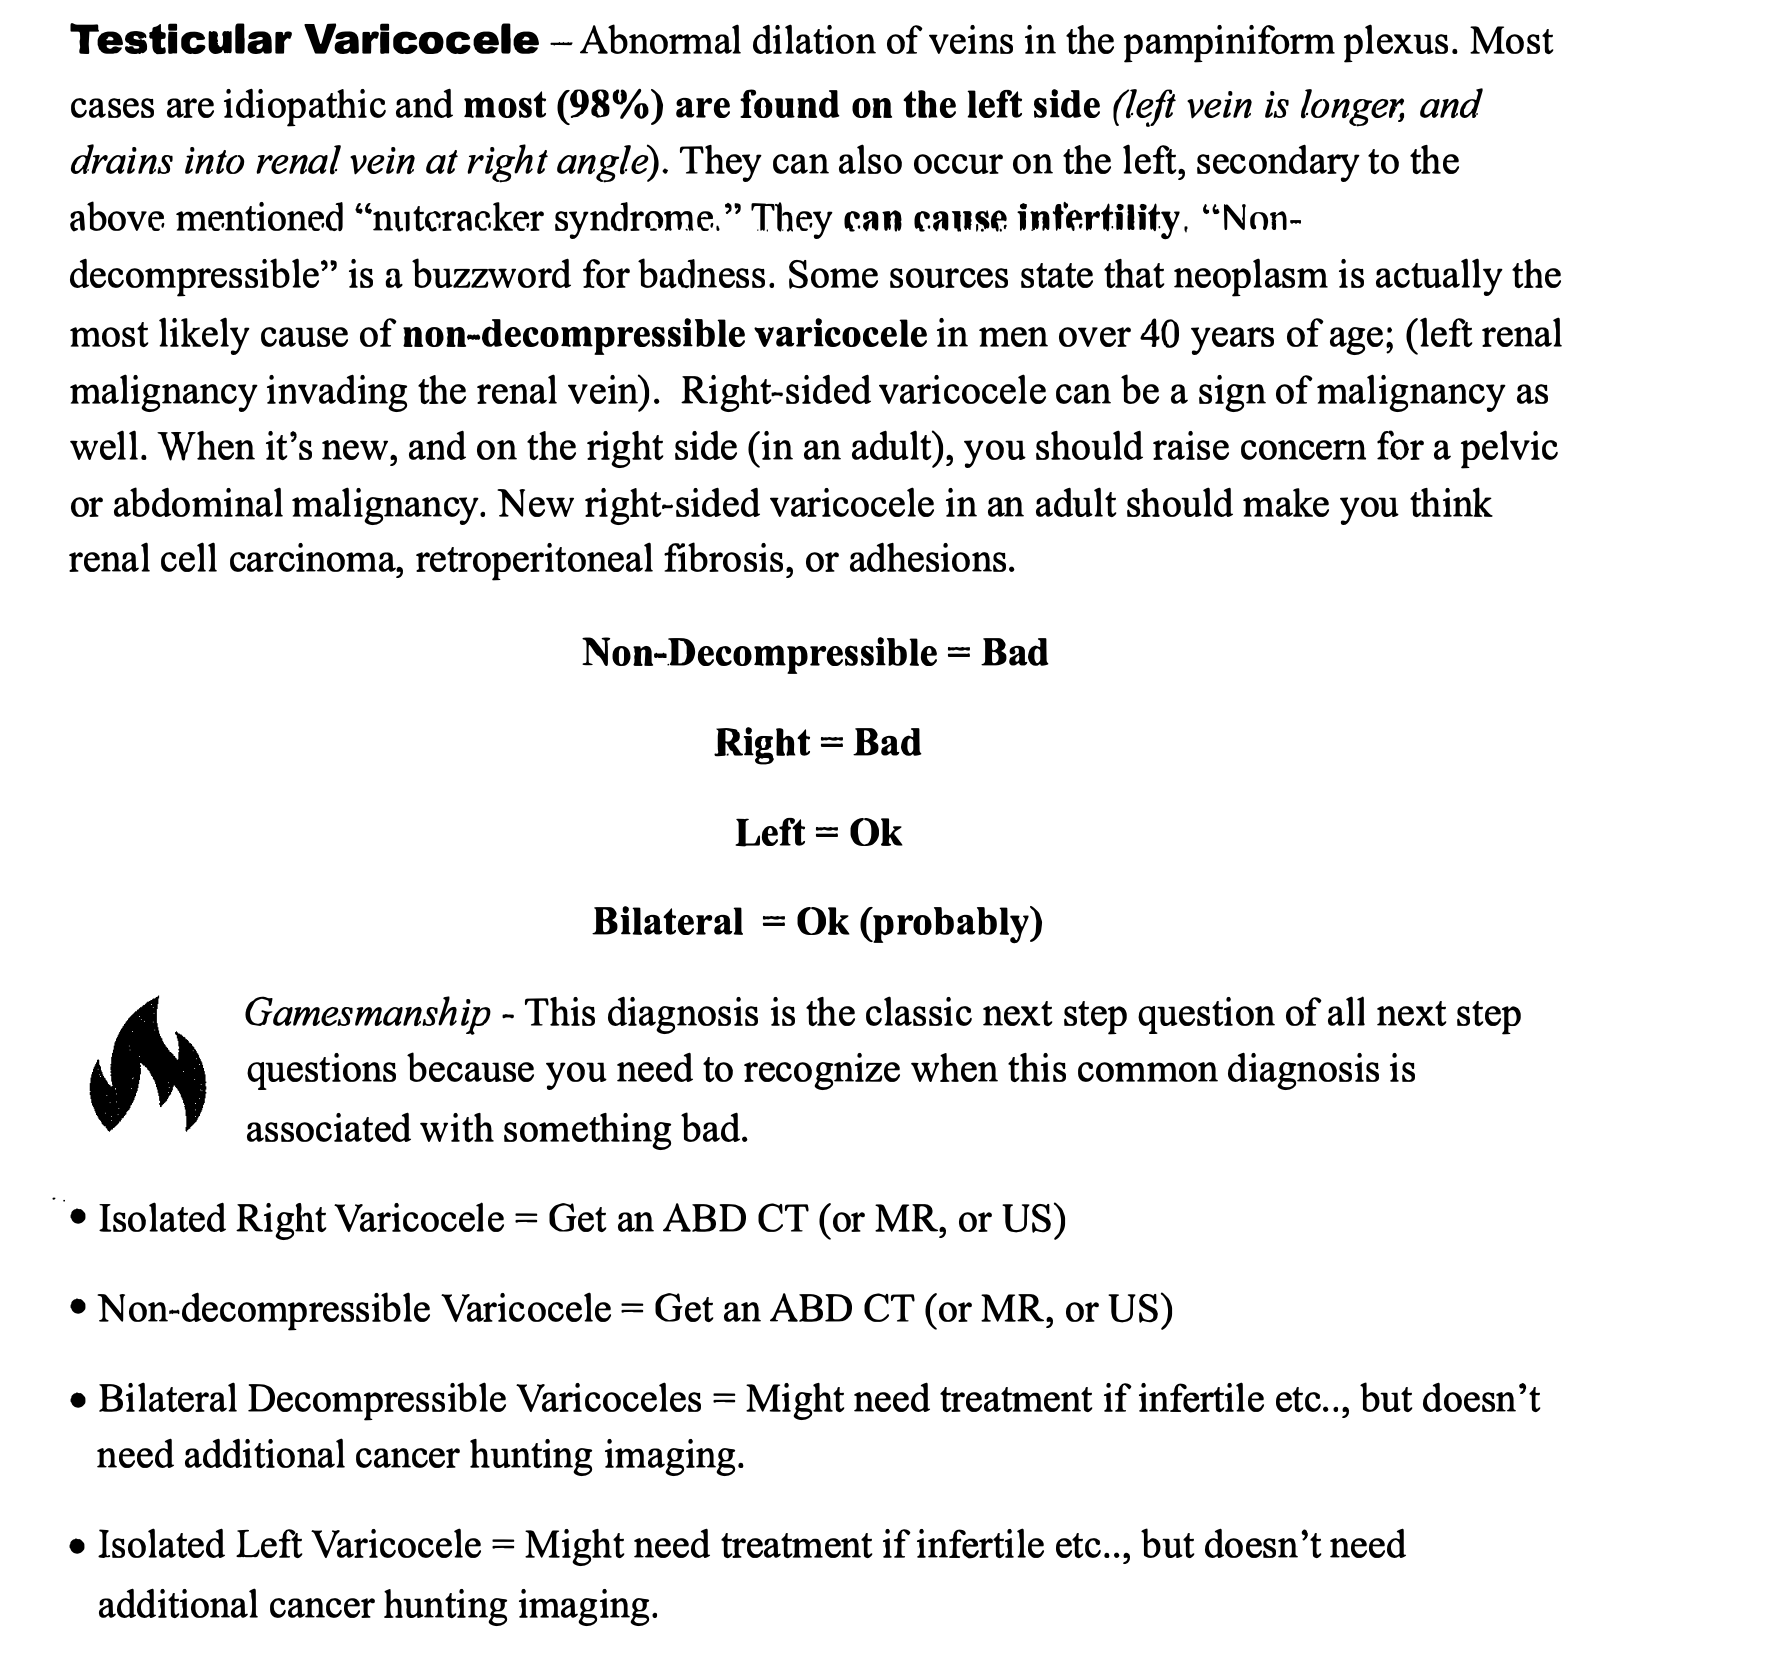 Testicular Varicocele – Abnormal dilation of veins in the pampiniform plexus. Most
cases are idiopathic and most (98%) are found on the left side (left vein is longer, and
drains into renal vein at right angle). They can also occur on the left, secondary to the
above mentioned “nutcracker syndrome.” They can cause infertility. “Non-
decompressible” is a buzzword for badness. Some sources state that neoplasm is actually the
most likely cause of non-decompressible varicocele in men over 40 years of age; (left renal
malignancy invading the renal vein). Right-sided varicocele can be a sign of malignancy as
well. When it’s new, and on the right side (in an adult), you should raise concern for a pelvic
or abdominal malignancy. New right-sided varicocele in an adult should make you think
renal cell carcinoma, retroperitoneal fibrosis, or adhesions.
Non-Decompressible = Bad
Right = Bad
Left = Ok
Bilateral = Ok (probably)
Gamesmanship - This diagnosis is the classic next step question of all next step
questions because you need to recognize when this common diagnosis is
associated with something bad.
• Isolated Right Varicocele = Get an ABD CT (or MR, or US)
• Non-decompressible Varicocele = Get an ABD CT (or MR, or US)
• Bilateral Decompressible Varicoceles = Might need treatment if infertile etc.., but doesn’t
need additional cancer hunting imaging.
• Isolated Left Varicocele = Might need treatment if infertile etc.., but doesn’t need
additional cancer hunting imaging.